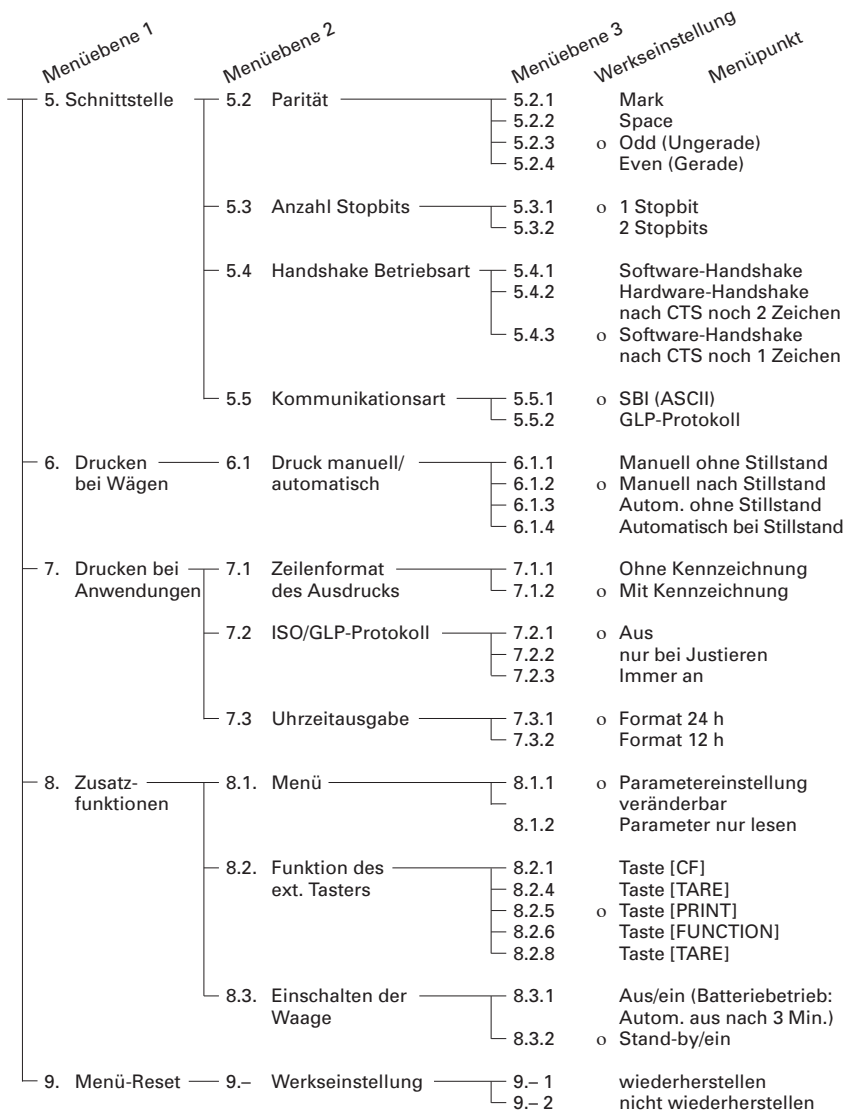 Menüebene 1 Menüebene 2 Menüebene 3 Werkseinstellung Menüpunkt
5. Schnittstelle 5.2 Parität 5.2.1 Mark
5.2.2 Space
5.2.3 o Odd (Ungerade)
5.2.4 Even (Gerade)
5.3 Anzahl Stopbits 5.3.1 o 1 Stopbit
5.3.2 2 Stopbits
5.4 Handshake Betriebsart 5.4.1 Software-Handshake
5.4.2 Hardware-Handshake
nach CTS noch 2 Zeichen
5.4.3 o Software-Handshake
nach CTS noch 1 Zeichen
5.5 Kommunikationsart 5.5.1 o SBI (ASCII)
5.5.2 GLP-Protokoll
6. Drucken 6.1 Druck manuell/ 6.1.1 Manuell ohne Stillstand
bei Wägen automatisch 6.1.2 o Manuell nach Stillstand
6.1.3 Autom. ohne Stillstand
6.1.4 Automatisch bei Stillstand
7. Drucken bei 7.1 Zeilenformat 7.1.1 Ohne Kennzeichnung
Anwendungen des Ausdrucks 7.1.2 o Mit Kennzeichnung
7.2 ISO/GLP-Protokoll 7.2.1 o Aus
7.2.2 nur bei Justieren
7.2.3 Immer an
7.3 Uhrzeitausgabe 7.3.1 o Format 24 h
7.3.2 Format 12 h
8. Zusatz- 8.1. Menü 8.1.1 o Parametereinstellung
funktionen veränderbar
8.1.2 Parameter nur lesen
8.2. Funktion des 8.2.1 Taste [CF]
ext. Tasters 8.2.4 Taste [TARE]
8.2.5 o Taste [PRINT]
8.2.6 Taste [FUNCTION]
8.2.8 Taste [TARE]
8.3. Einschalten der 8.3.1 Aus/ein (Batteriebetrieb:
Waage Autom. aus nach 3 Min.)
8.3.2 o Stand-by/ein
9. Menü-Reset 9.– Werkseinstellung 9.– 1 wiederherstellen
9.– 2 nicht wiederherstellen